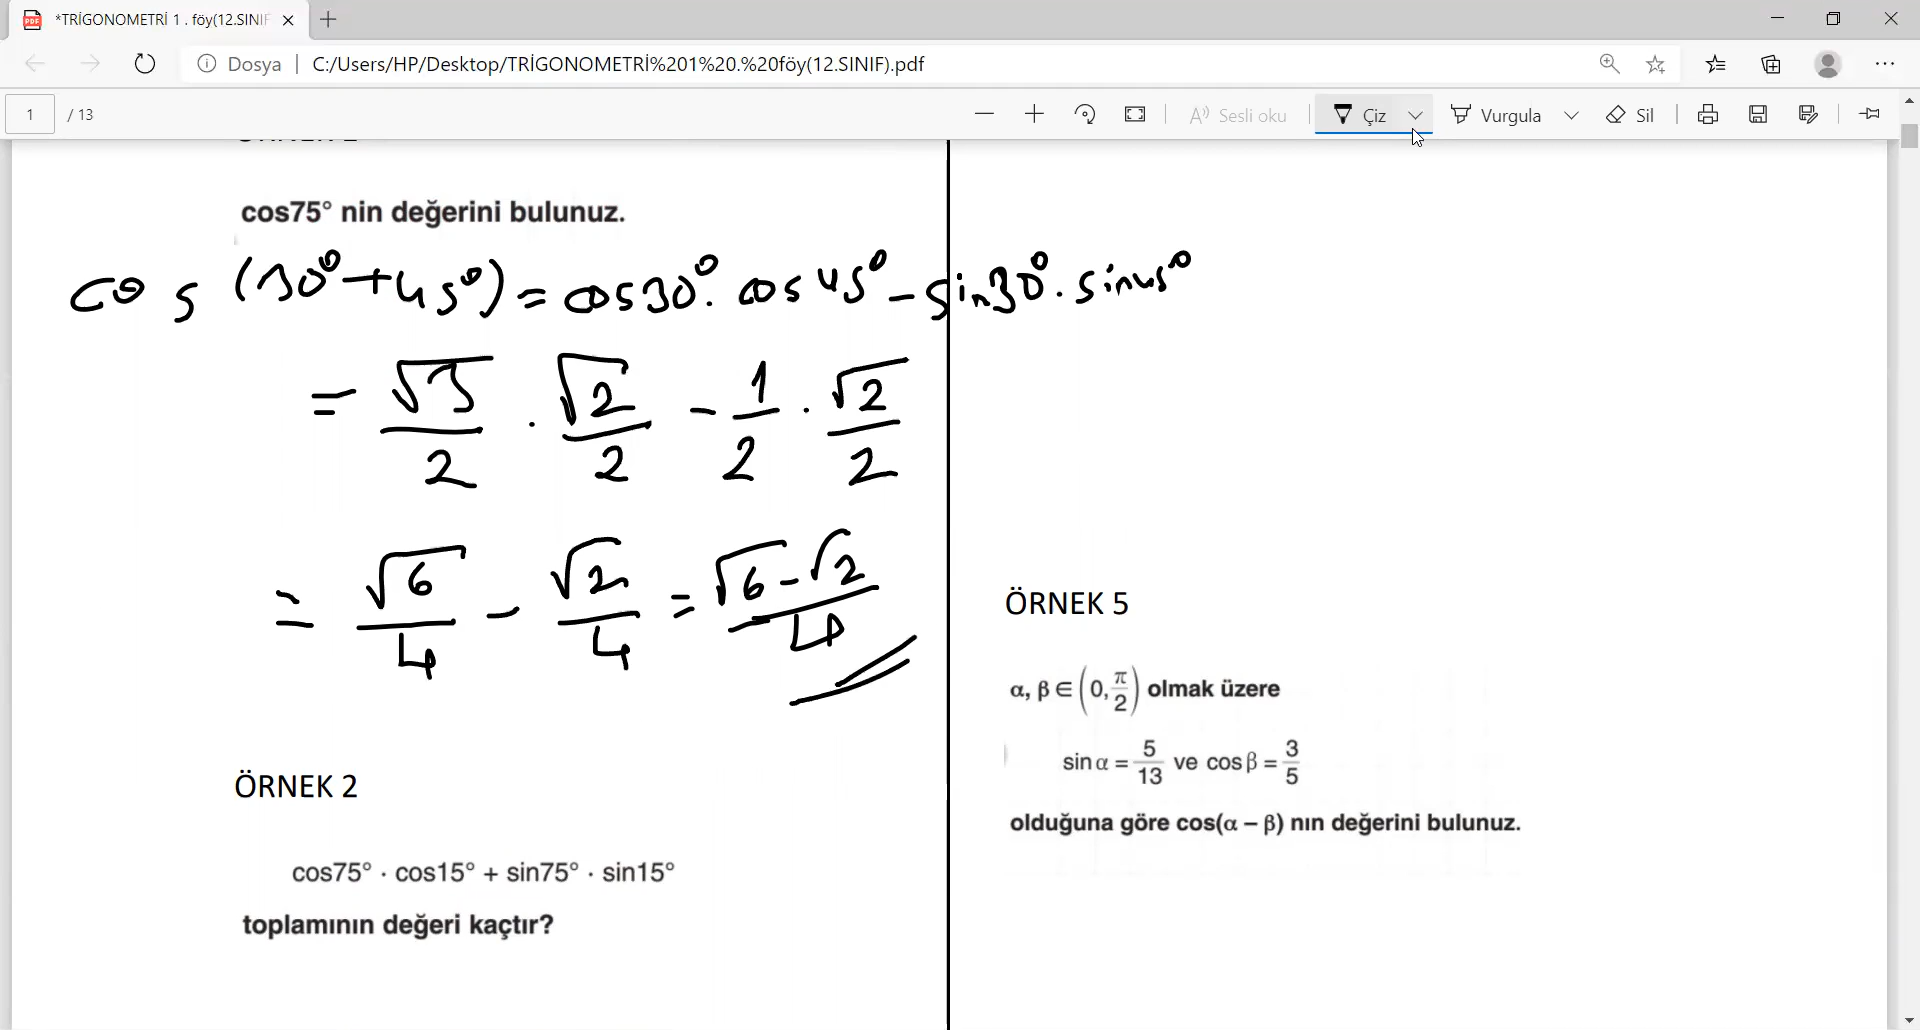 *TRİGONOMETRİ 1 . föy(12.SINIF
Dosya | C:/Users/HP/Desktop/TRİGONOMETRİ%201%20.%20föy(12.SINIF).pdf
1 / 13 Sesli oku Çiz Vurgula Sil
cos75° nin değerini bulunuz.
cos (30° + 45°) = cos30° . cos45° - sin30° . sin45°
= √3/2 . √2/2 - 1/2 . √2/2
= √6/4 - √2/4 = √6-√2/4
ÖRNEK 2
cos75° · cos15° + sin75° · sin15°
toplamının değeri kaçtır?
ÖRNEK 5
α, β ∈ (0, π/2) olmak üzere
sin α = 5/13 ve cos β = 3/5
olduğuna göre cos(α – β) nın değerini bulunuz.